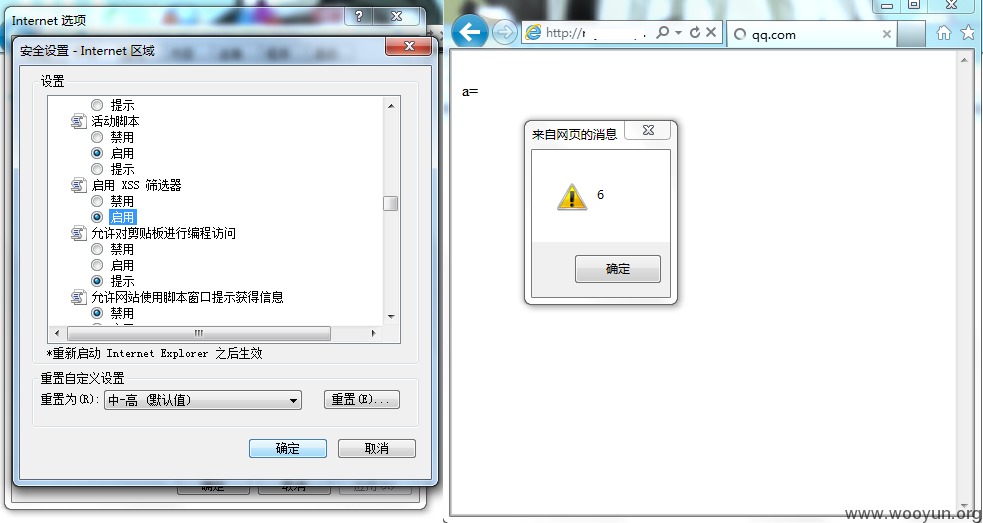 Internet 选项
安全设置 - Internet 区域
设置
提示
活动脚本
禁用
启用
提示
启用 XSS 筛选器
禁用
启用
允许对剪贴板进行编程访问
禁用
启用
提示
允许网站使用脚本窗口提示获得信息
禁用
*重新启动 Internet Explorer 之后生效
重置自定义设置
重置为(R):
中-高 (默认值)
重置(E)...
确定
取消
http://
qq.com
a=
来自网页的消息
6
确定
www.wooyun.org